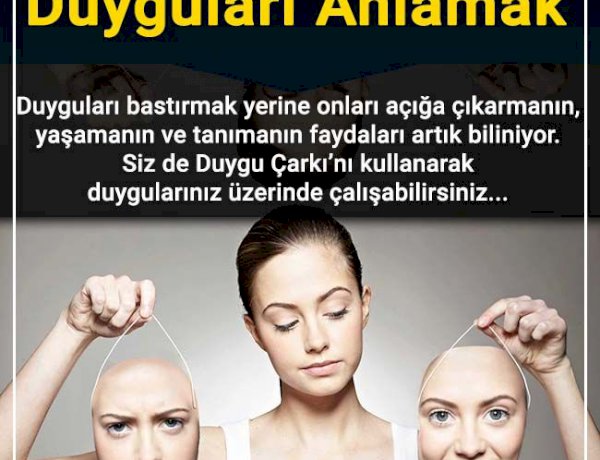 Duyguları Anlamak
Duyguları bastırmak yerine onları açığa çıkarmanın,
yaşamanın ve tanımanın faydaları artık biliniyor.
Siz de Duygu Çarkı’nı kullanarak
duygularınız üzerinde çalışabilirsiniz...